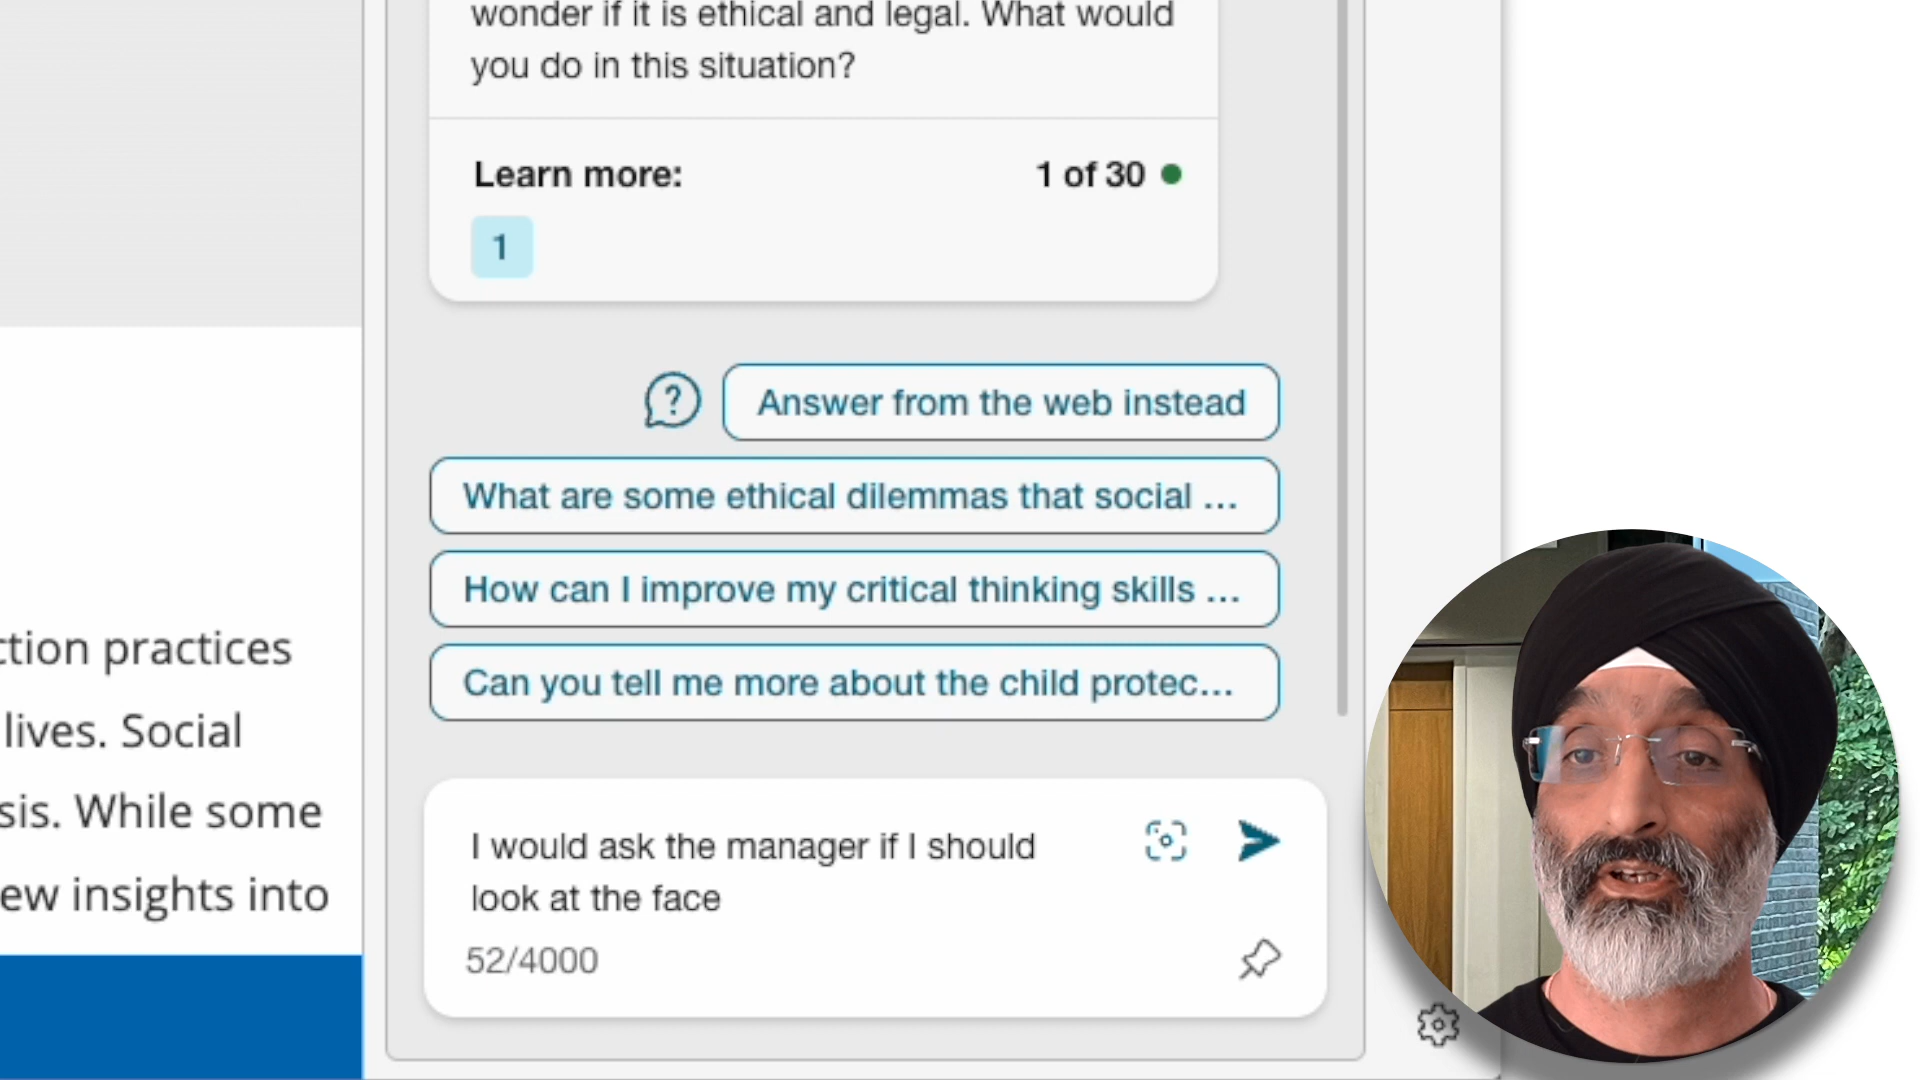 wonder if it is ethical and legal. What would
you do in this situation?
Learn more:
1 of 30
1
Answer from the web instead
What are some ethical dilemmas that social ...
How can I improve my critical thinking skills ...
Can you tell me more about the child protec...
I would ask the manager if I should
look at the face
52/4000
ction practices
lives. Social
sis. While some
ew insights into